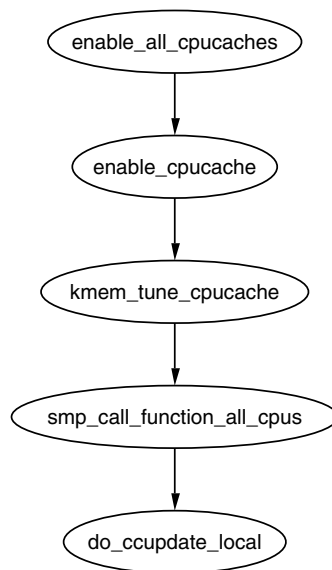 enable_all_cpucaches
enable_cpucache
kmem_tune_cpucache
smp_call_function_all_cpus
do_ccupdate_local